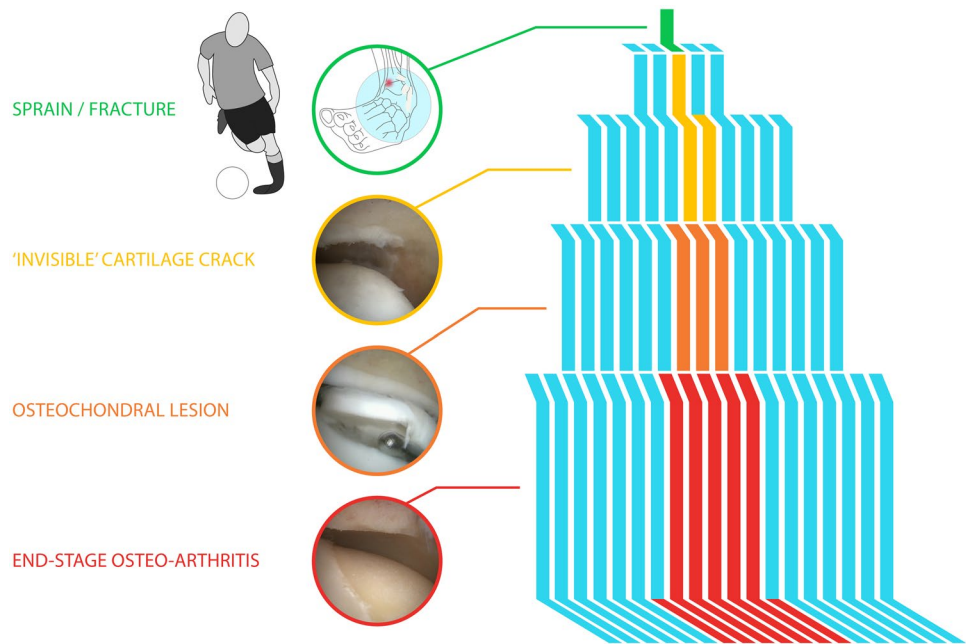 SPRAIN / FRACTURE
‘INVISIBLE’ CARTILAGE CRACK
OSTEOCHONDRAL LESION
END-STAGE OSTEO-ARTHRITIS